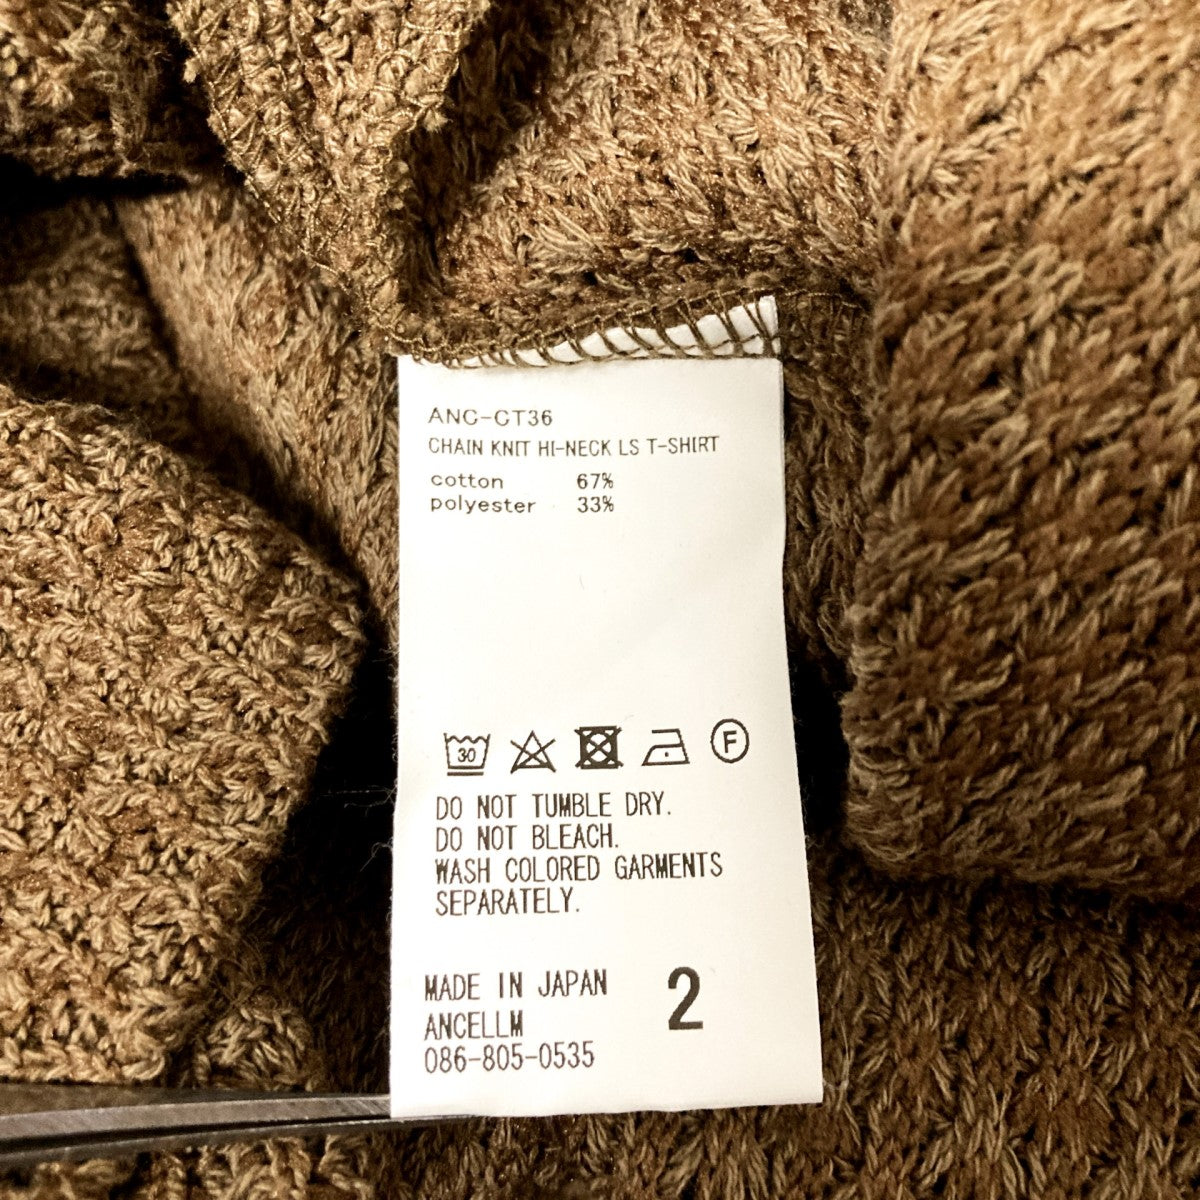 ANC-CT36
CHAIN KNIT HI-NECK LS T-SHIRT
cotton 67%
polyester 33%
30
F
DO NOT TUMBLE DRY.
DO NOT BLEACH.
WASH COLORED GARMENTS
SEPARATELY.
MADE IN JAPAN
ANCELLM
086-805-0535
2